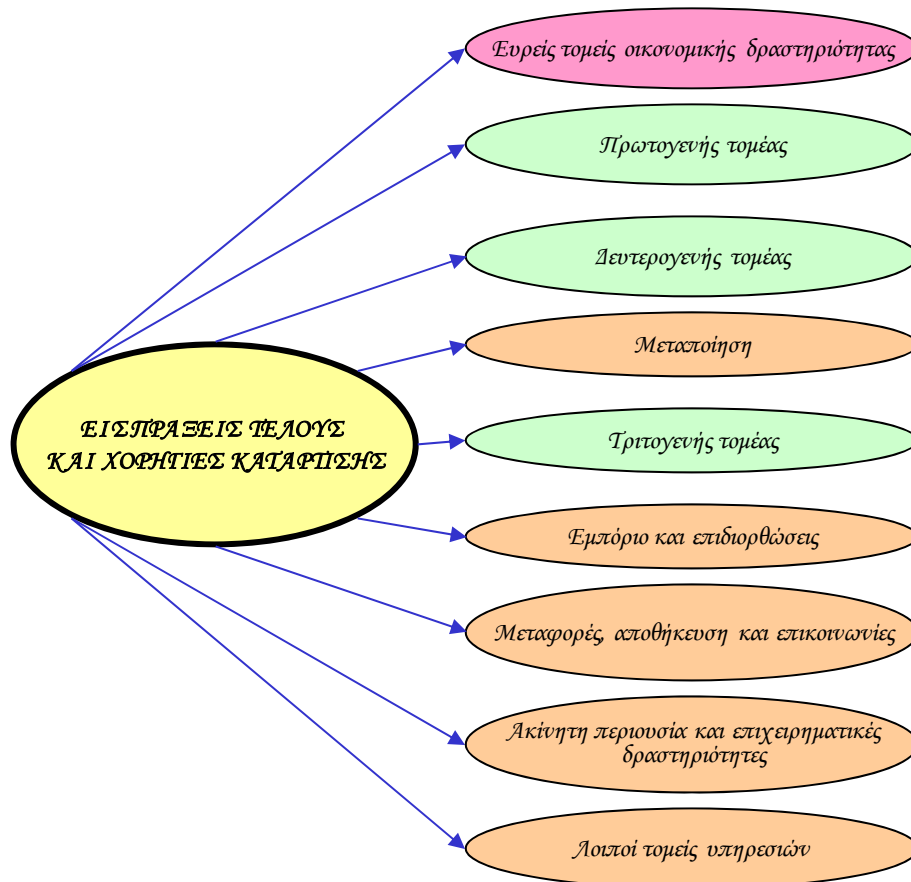 Ευρείς τομείς οικονομικής δραστηριότητας
Πρωτογενής τομέας
Δευτερογενής τομέας
Μεταποίηση
ΕΙΣΠΡΑΞΕΙΣ ΤΕΛΟΥΣ
ΚΑΙ ΧΟΡΗΓΙΕΣ ΚΑΤΑΡΤΙΣΗΣ
Τριτογενής τομέας
Εμπόριο και επιδιορθώσεις
Μεταφορές, αποθήκευση και επικοινωνίες
Ακίνητη περιουσία και επιχειρηματικές
δραστηριότητες
Λοιποί τομείς υπηρεσιών